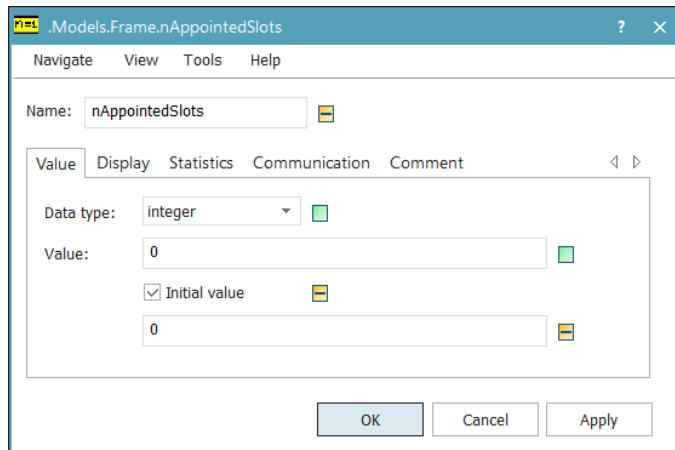 n=1 .Models.Frame.nAppointedSlots ? ×
Navigate View Tools Help
Name: nAppointedSlots
Value Display Statistics Communication Comment
Data type: integer
Value: 0
Initial value
0
OK Cancel Apply